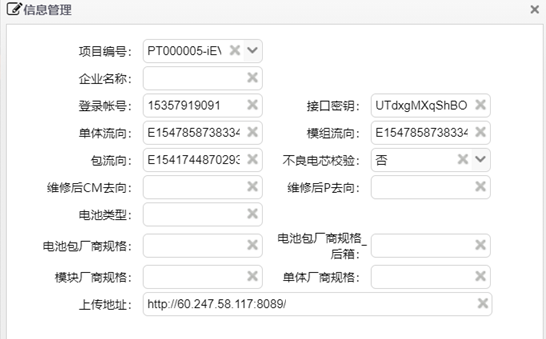 信息管理
项目编号： PT000005-iEV
企业名称：
登录帐号： 15357919091 接口密钥： UTdxgMXqShBO
单体流向： E1547858738334 模组流向： E1547858738334
包流向： E1541744870293 不良电芯校验： 否
维修后CM去向： 维修后P去向：
电池类型：
电池包厂商规格： 电池包厂商规格_
后箱：
模块厂商规格： 单体厂商规格：
上传地址： http://60.247.58.117:8089/